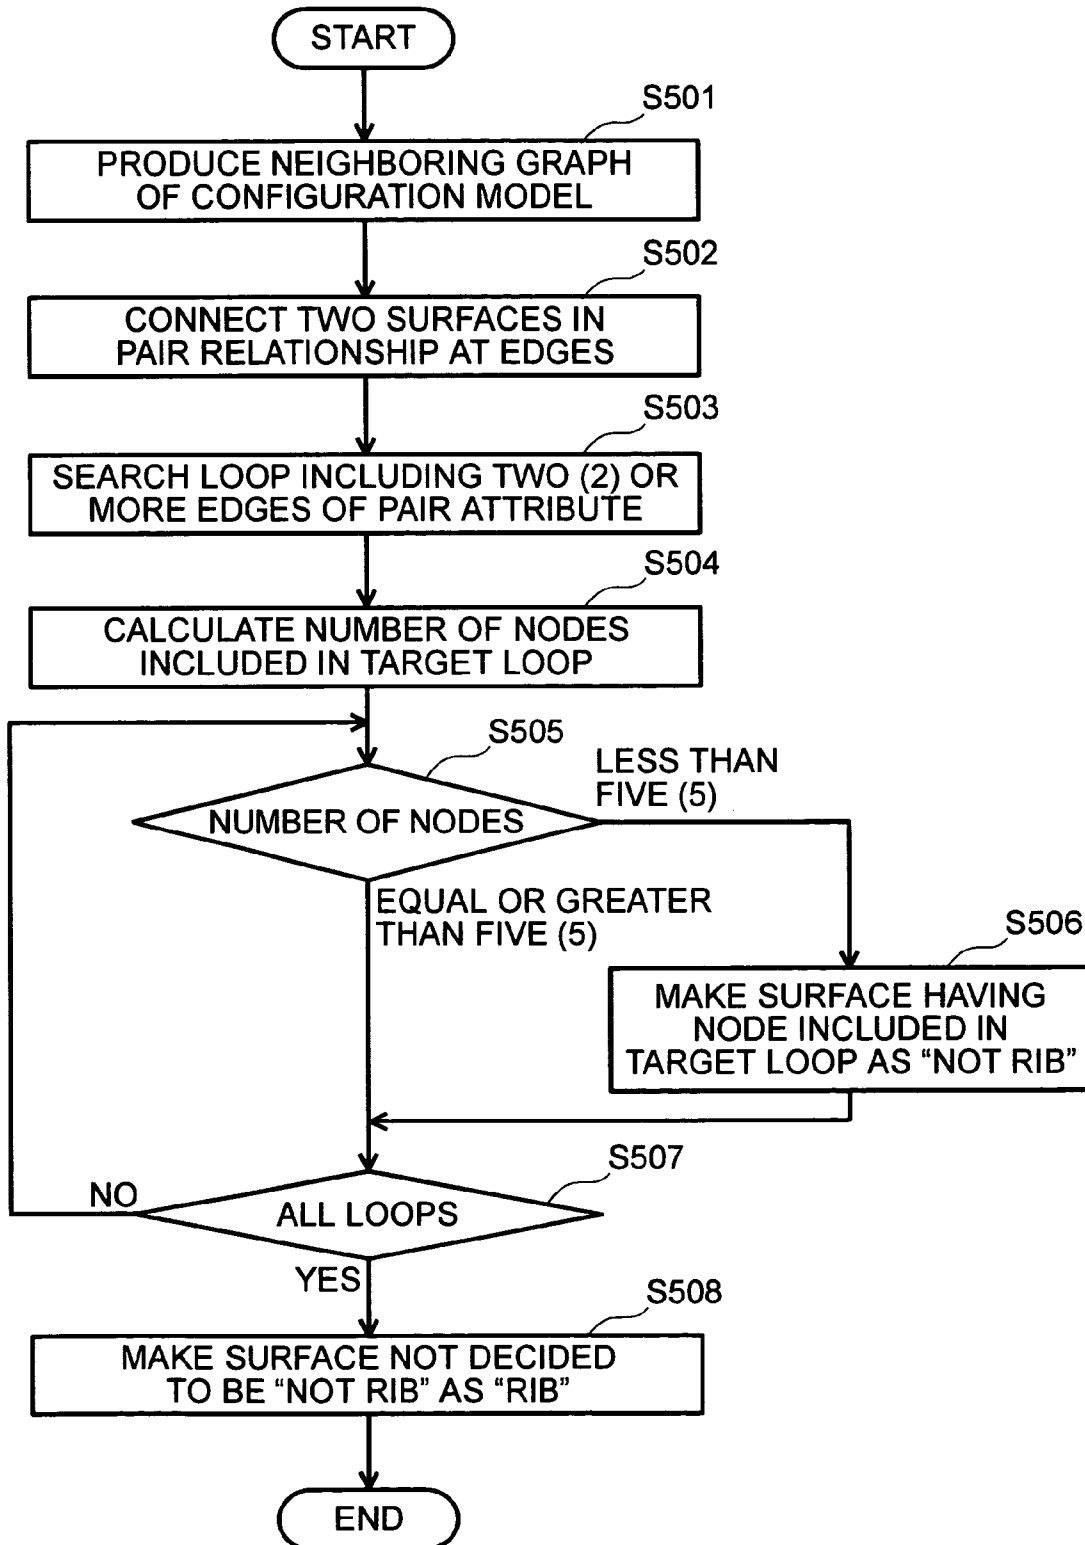 START
S501
PRODUCE NEIGHBORING GRAPH
OF CONFIGURATION MODEL
S502
CONNECT TWO SURFACES IN
PAIR RELATIONSHIP AT EDGES
S503
SEARCH LOOP INCLUDING TWO (2) OR
MORE EDGES OF PAIR ATTRIBUTE
S504
CALCULATE NUMBER OF NODES
INCLUDED IN TARGET LOOP
S505
NUMBER OF NODES
LESS THAN
FIVE (5)
EQUAL OR GREATER
THAN FIVE (5)
S506
MAKE SURFACE HAVING
NODE INCLUDED IN
TARGET LOOP AS “NOT RIB”
S507
ALL LOOPS
NO
YES
S508
MAKE SURFACE NOT DECIDED
TO BE “NOT RIB” AS “RIB”
END